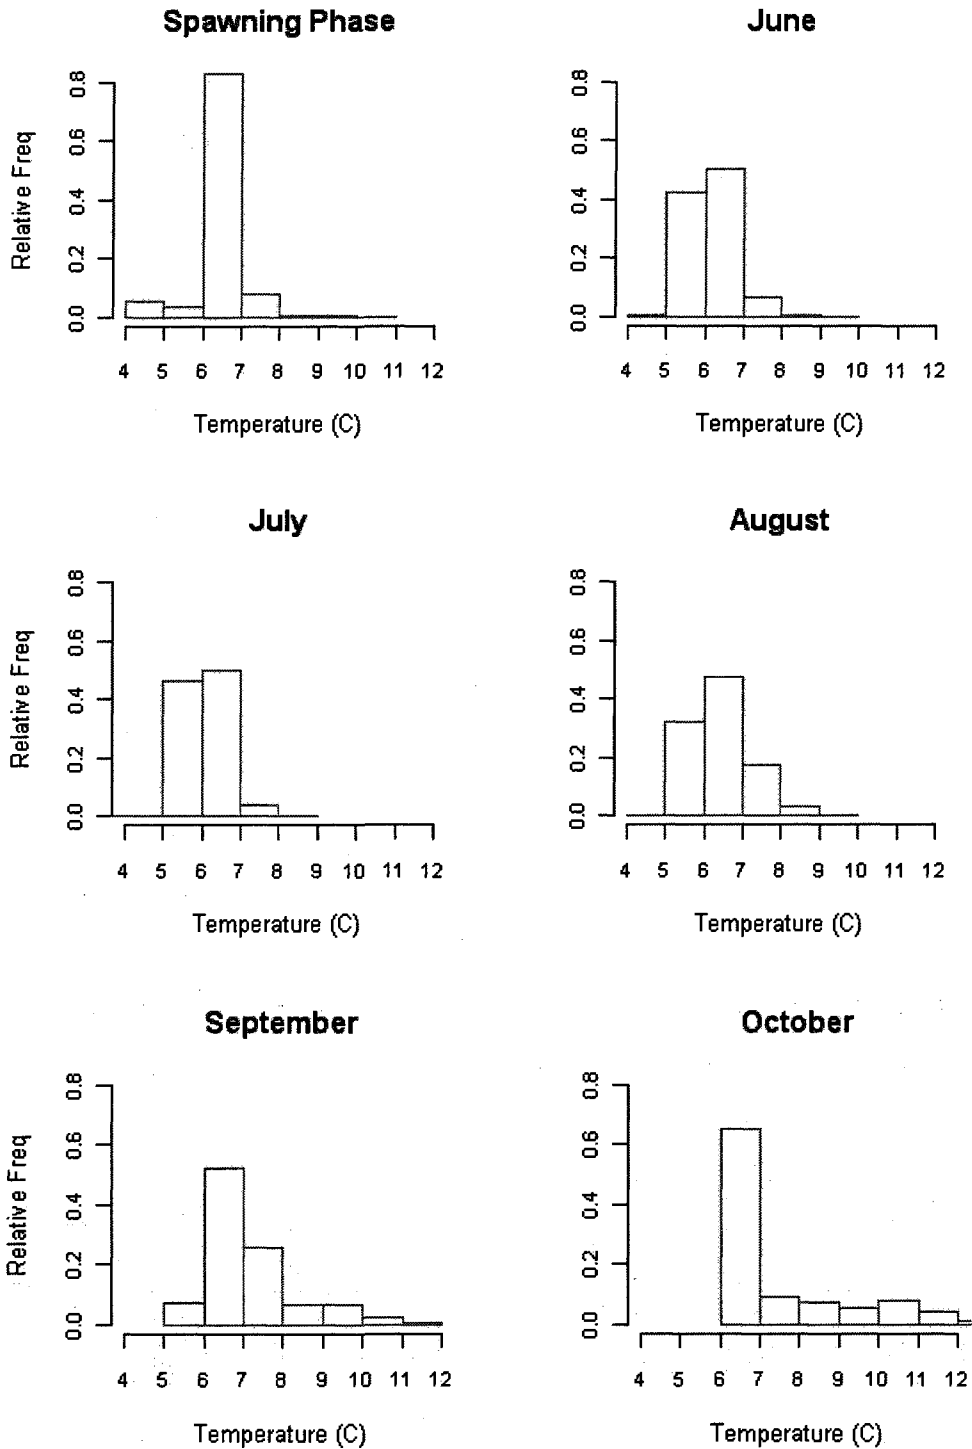 Spawning Phase
Relative Freq
0.0 0.2 0.4 0.6 0.8
4 5 6 7 8 9 10 11 12
Temperature (C)
June
0.0 0.2 0.4 0.6 0.8
4 5 6 7 8 9 10 11 12
Temperature (C)
July
Relative Freq
0.0 0.2 0.4 0.6 0.8
4 5 6 7 8 9 10 11 12
Temperature (C)
August
0.0 0.2 0.4 0.6 0.8
4 5 6 7 8 9 10 11 12
Temperature (C)
September
Relative Freq
0.0 0.2 0.4 0.6 0.8
4 5 6 7 8 9 10 11 12
Temperature (C)
October
0.0 0.2 0.4 0.6 0.8
4 5 6 7 8 9 10 11 12
Temperature (C)